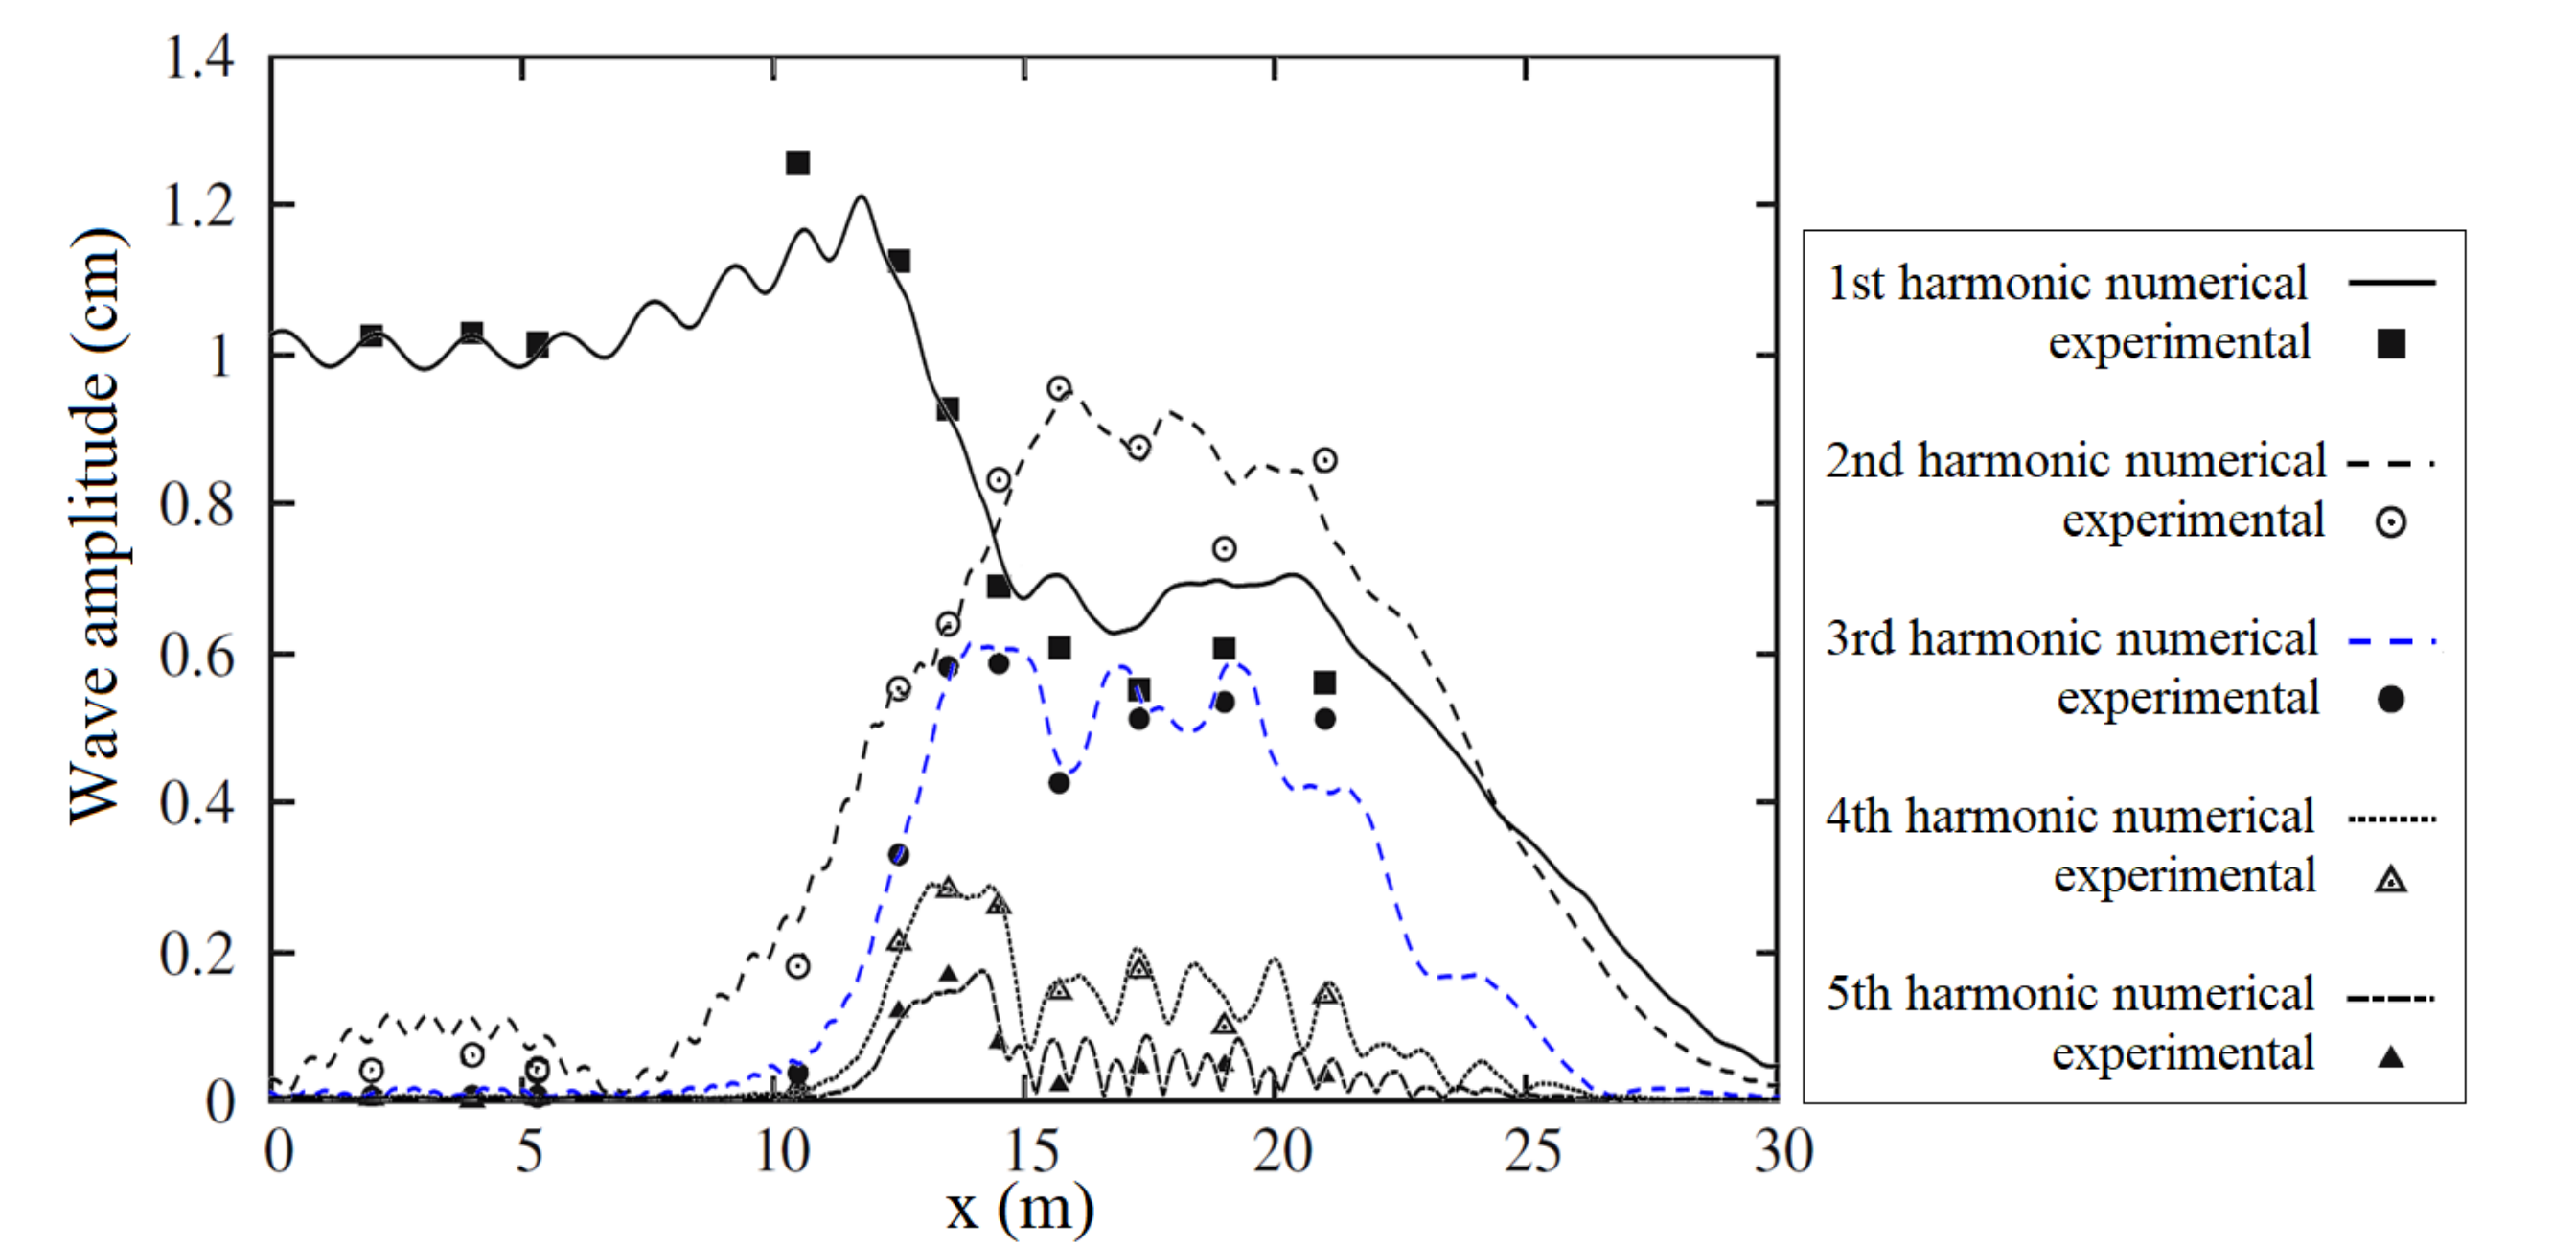 1.4
1.2
1
0.8
0.6
0.4
0.2
0
Wave amplitude (cm)
0 5 10 15 20 25 30
x (m)
1st harmonic numerical
experimental
2nd harmonic numerical
experimental
3rd harmonic numerical
experimental
4th harmonic numerical
experimental
5th harmonic numerical
experimental